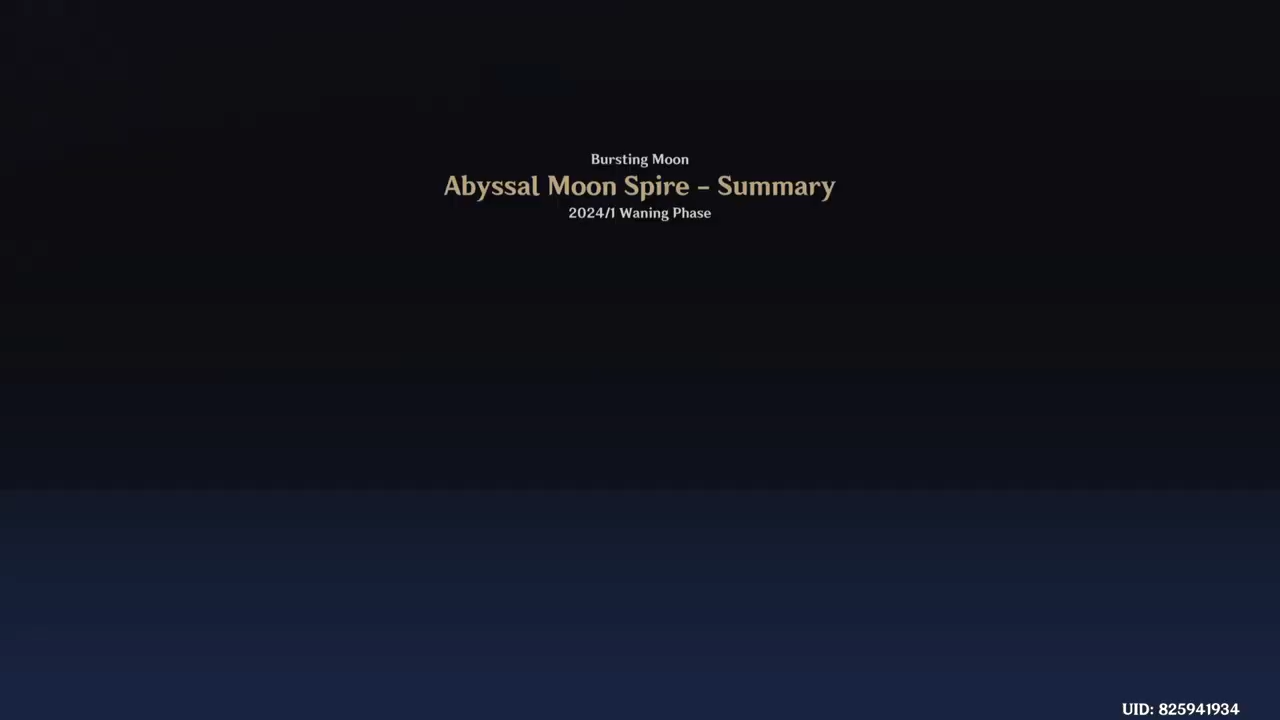 Bursting Moon
Abyssal Moon Spire – Summary
2024/1 Waning Phase
UID: 825941934